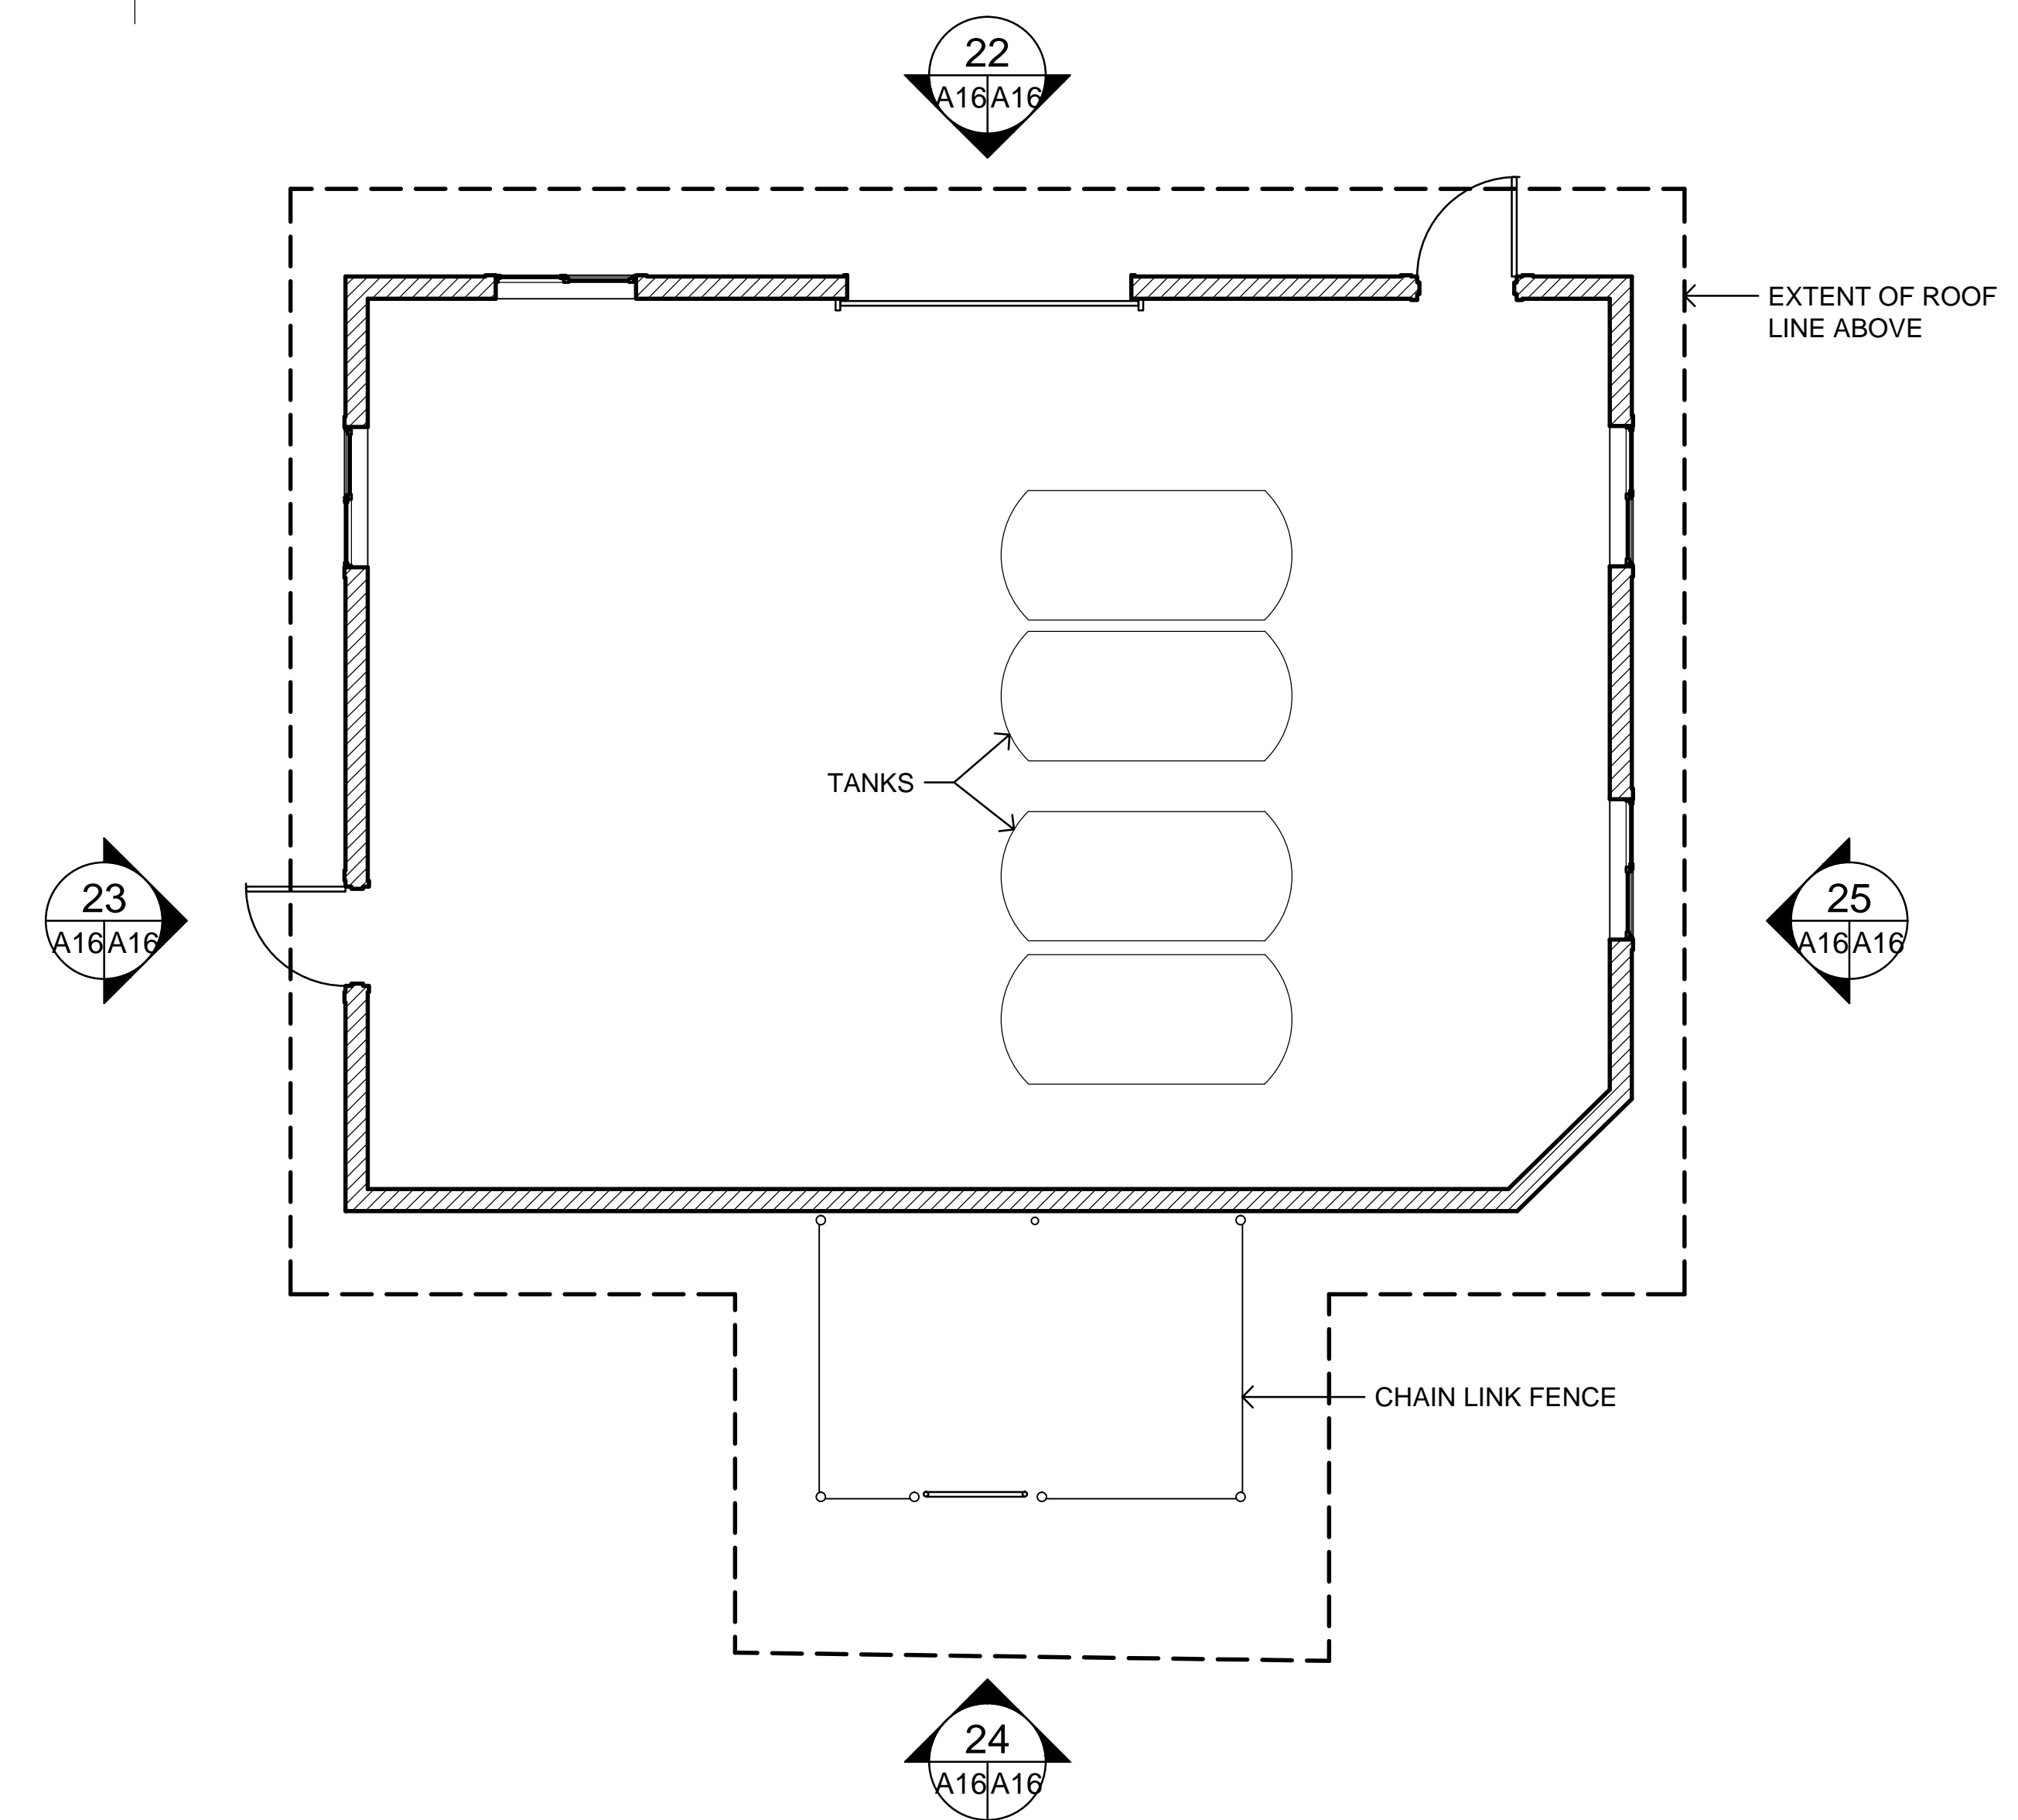 22
A16 A16
EXTENT OF ROOF
LINE ABOVE
TANKS
23
A16 A16
25
A16 A16
CHAIN LINK FENCE
24
A16 A16